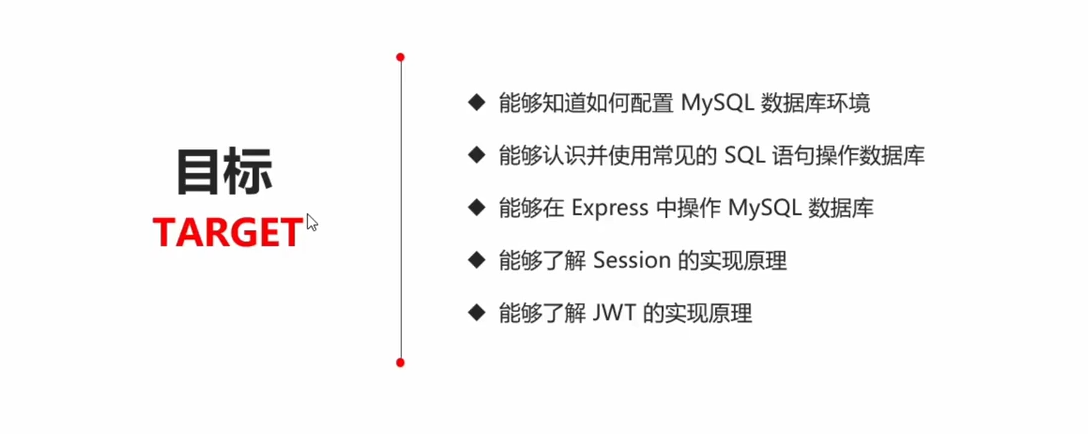 目标
TARGET
◆ 能够知道如何配置 MySQL 数据库环境
◆ 能够认识并使用常见的 SQL 语句操作数据库
◆ 能够在 Express 中操作 MySQL 数据库
◆ 能够了解 Session 的实现原理
◆ 能够了解 JWT 的实现原理